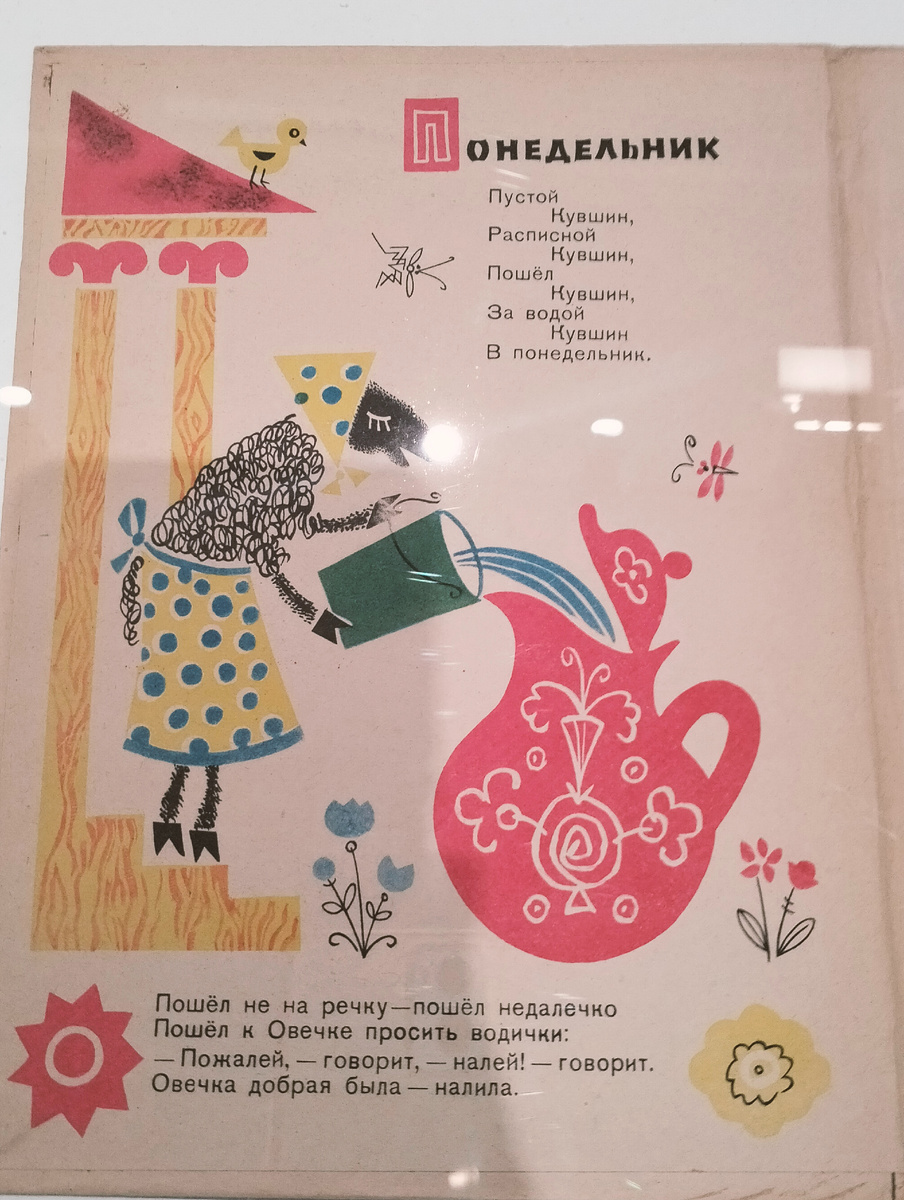 Понедельник
Пустой
Кувшин,
Расписной
Кувшин,
Пошёл
Кувшин,
За водой
Кувшин
В понедельник.
Пошёл не на речку—пошёл недалечко
Пошёл к Овечке просить водички:
— Пожалей, — говорит, — налей! — говорит.
Овечка добрая была — налила.